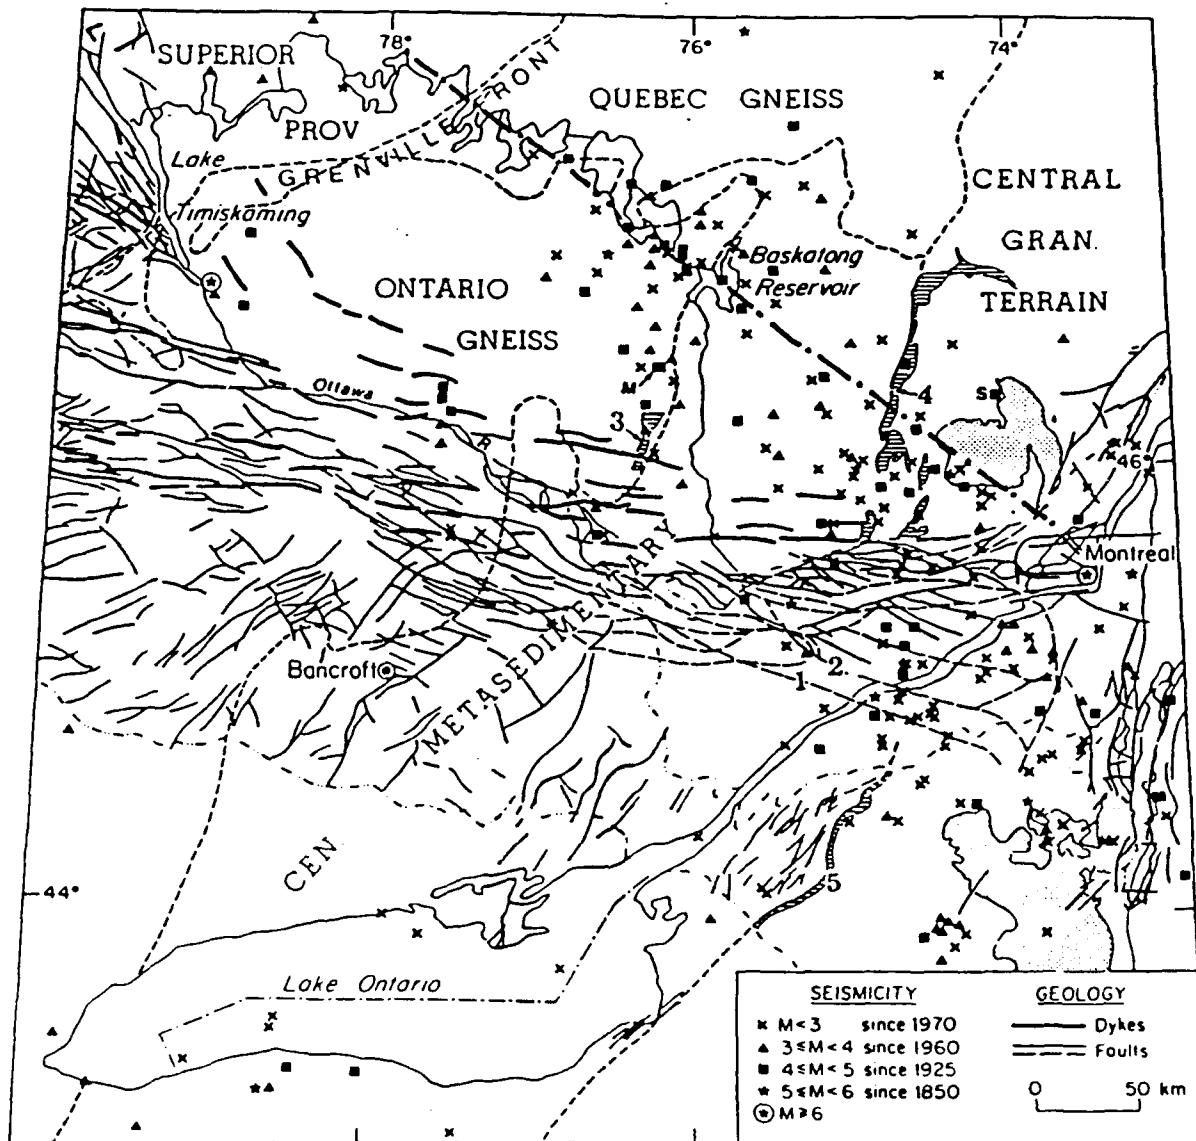 78°
76°
74°
SUPERIOR
PROV
GRENVILLE FRONT
QUEBEC GNEISS
CENTRAL
GRAN.
TERRAIN
Lake
Timiskaming
Baskatong
Reservoir
ONTARIO
GNEISS
Ottawa
R
M
3
4
S
46°
Montreal
Bancroft
METASEDIMENTARY
1
2
CEN
44°
5
Lake Ontario
SEISMICITY
× M<3 since 1970
▲ 3≤M<4 since 1960
■ 4≤M<5 since 1925
★ 5≤M<6 since 1850
M≥6
GEOLOGY
Dykes
Faults
0 50 km